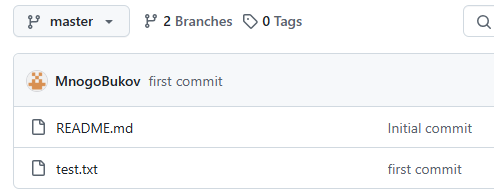 master 2 Branches 0 Tags
MnogoBukov first commit
README.md Initial commit
test.txt first commit